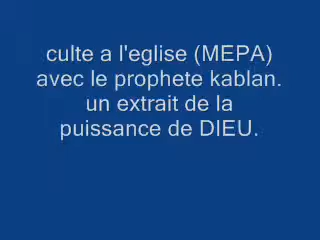 culte a l'eglise (MEPA)
avec le prophete kablan.
un extrait de la
puissance de DIEU.